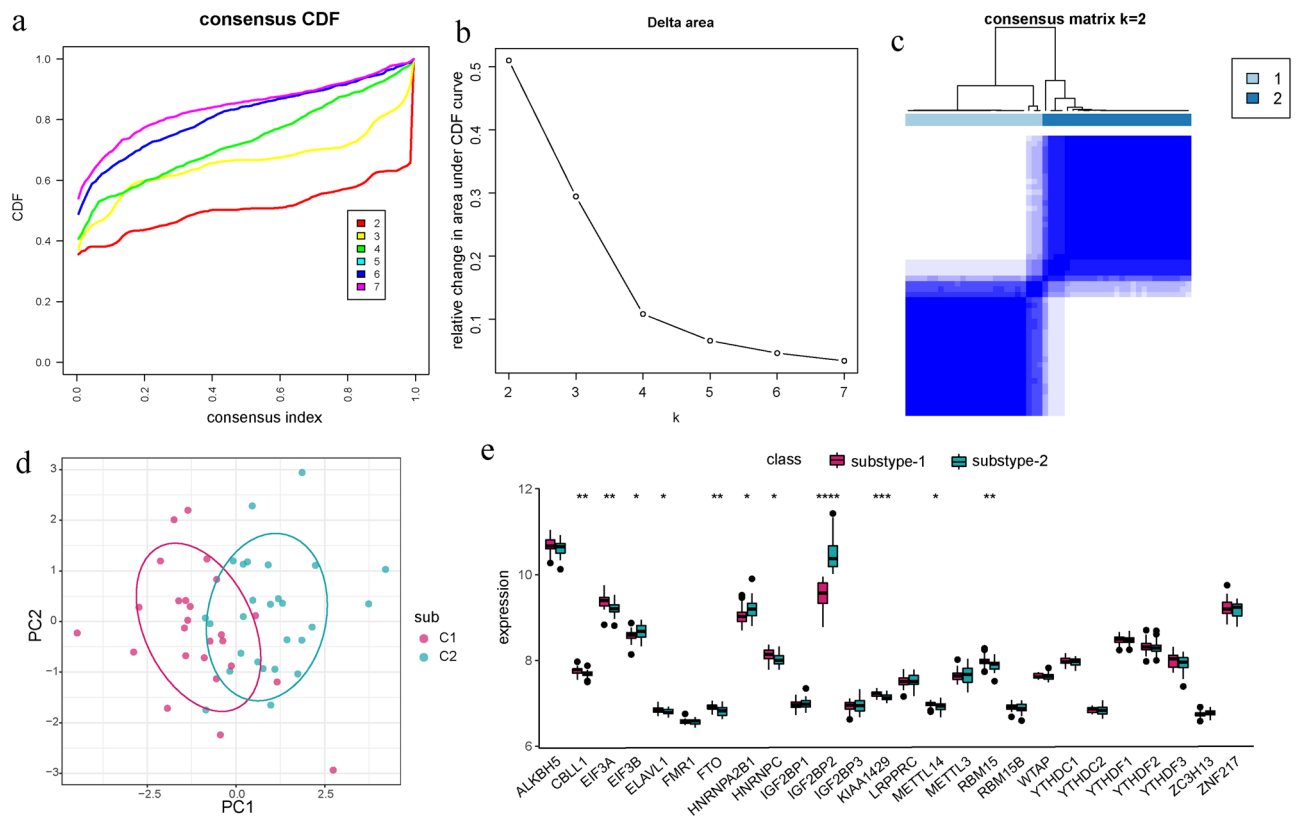 a
consensus CDF
CDF
1.0
0.8
0.6
0.4
0.2
0.0
2
3
4
5
6
7
0.0
0.2
0.4
0.6
0.8
1.0
consensus index
b
Delta area
relative change in area under CDF curve
0.5
0.4
0.3
0.2
0.1
2
3
4
5
6
7
k
c
consensus matrix k=2
1
2
d
PC2
3
2
1
0
−1
−2
−3
−2.5
0.0
2.5
PC1
sub
C1
C2
e
class
substype-1
substype-2
** ** * * ** * * **** *** * **
expression
12
10
8
6
ALKBH5
CBLL1
EIF3A
EIF3B
ELAVL1
FMR1
FTO
HNRNPA2B1
HNRNPC
IGF2BP1
IGF2BP2
IGF2BP3
KIAA1429
LRPPRC
METTL14
METTL3
RBM15
RBM15B
WTAP
YTHDC1
YTHDC2
YTHDF1
YTHDF2
YTHDF3
ZC3H13
ZNF217